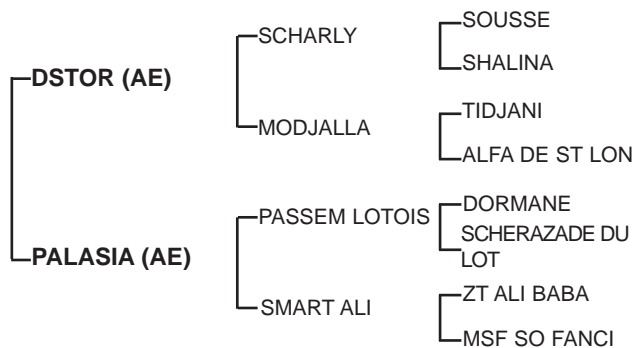 SOUSSE
SCHARLY
SHALINA
DSTOR (AE)
TIDJANI
MODJALLA
ALFA DE ST LON
DORMANE
PASSEM LOTOIS
SCHERAZADE DU
LOT
PALASIA (AE)
ZT ALI BABA
SMART ALI
MSF SO FANCI